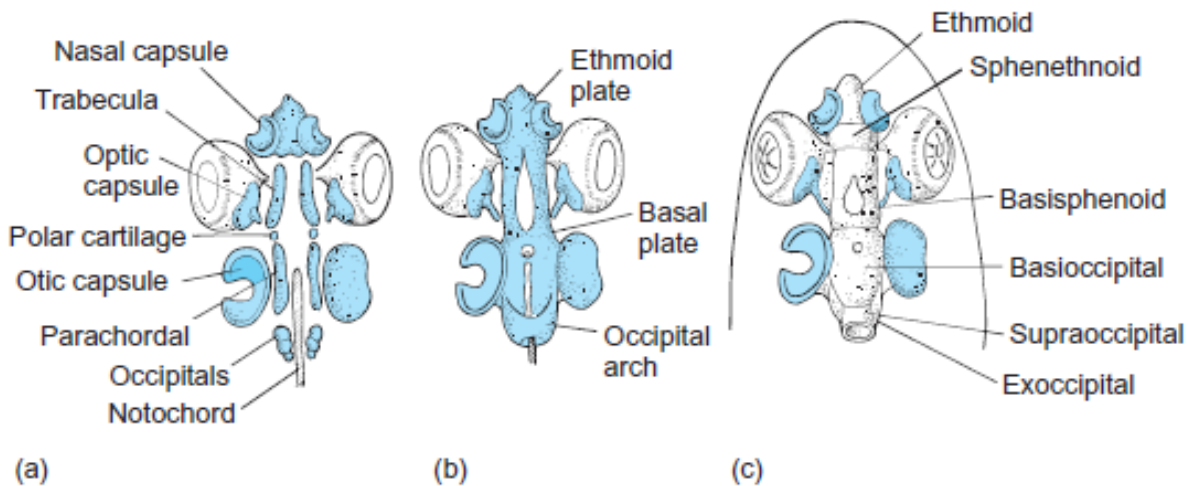 Nasal capsule
Trabecula
Optic
capsule
Polar cartilage
Otic capsule
Parachordal
Occipitals
Notochord
(a)
Ethmoid
plate
Basal
plate
Occipital
arch
(b)
Ethmoid
Sphenethnoid
Basisphenoid
Basioccipital
Supraoccipital
Exoccipital
(c)